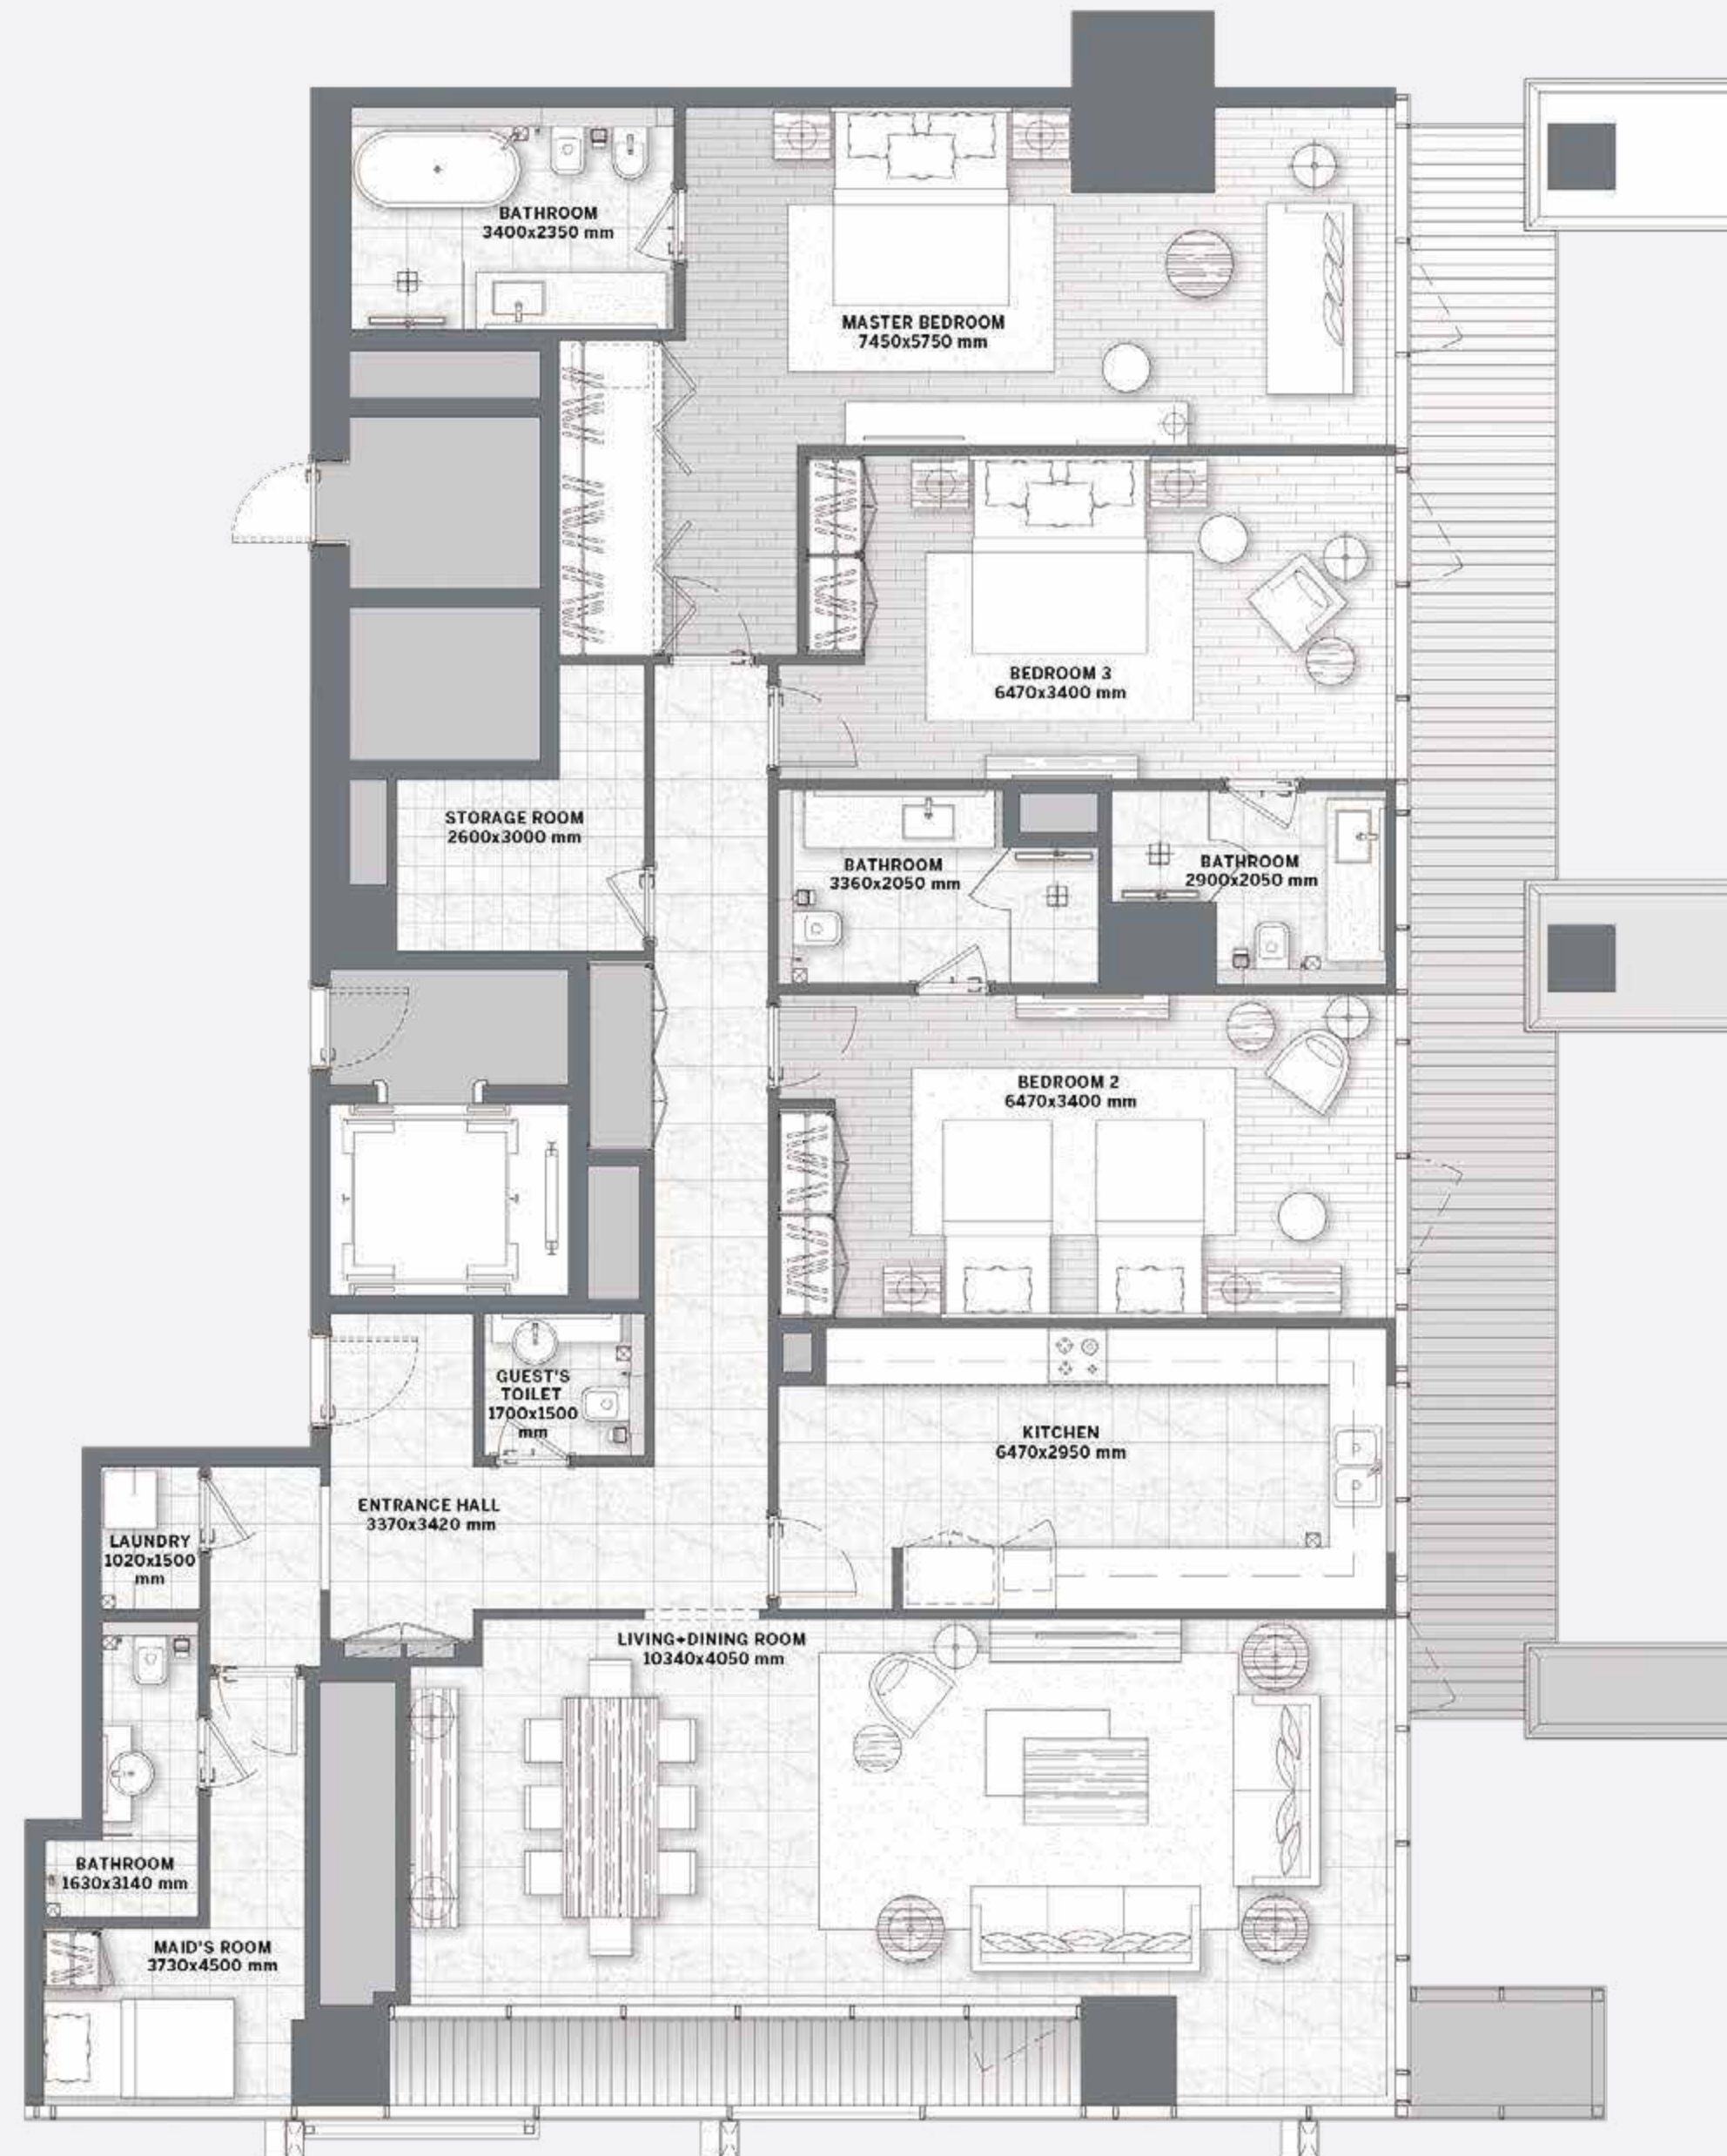 BATHROOM
3400x2350 mm
MASTER BEDROOM
7450x5750 mm
BEDROOM 3
6470x3400 mm
STORAGE ROOM
2600x3000 mm
BATHROOM
3360x2050 mm
BATHROOM
2900x2050 mm
BEDROOM 2
6470x3400 mm
GUEST'S
TOILET
1700x1500
mm
KITCHEN
6470x2950 mm
ENTRANCE HALL
3370x3420 mm
LAUNDRY
1020x1500
mm
LIVING+DINING ROOM
10340x4050 mm
BATHROOM
1630x3140 mm
MAID'S ROOM
3730x4500 mm